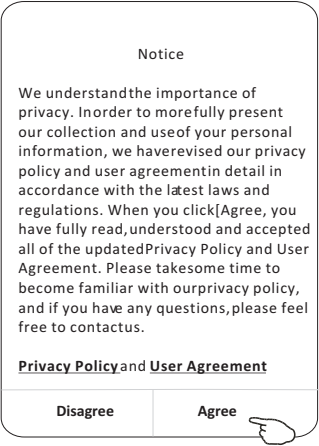 Notice
We understandthe importance of
privacy. Inorder to morefully present
our collection and useof your personal
information, we haverevised our privacy
policy and user agreementin detail in
accordance with the latest laws and
regulations. When you click[Agree, you
have fully read,understood and accepted
all of the updatedPrivacy Policy and User
Agreement. Please takesome time to
become familiar with ourprivacy policy,
and if you have any questions,please feel
free to contactus.
Privacy Policy and User Agreement
Disagree Agree